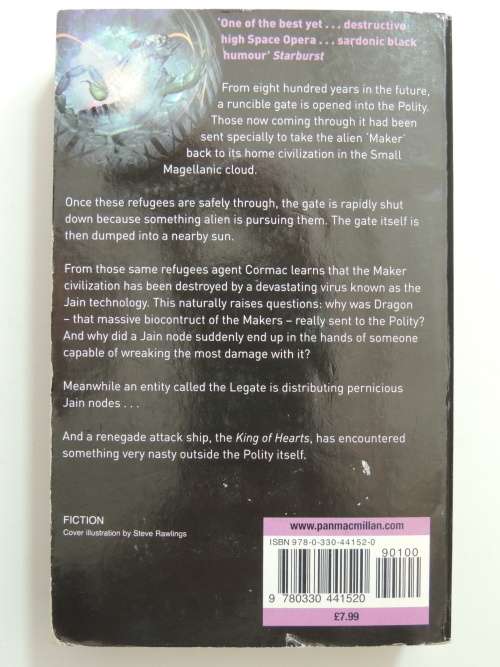 'One of the best yet . . . destructive
high Space Opera . . . sardonic black
humour' Starburst
From eight hundred years in the future,
a runcible gate is opened into the Polity.
Those now coming through it had been
sent specially to take the alien 'Maker'
back to its home civilization in the Small
Magellanic cloud.
Once these refugees are safely through, the gate is rapidly shut
down because something alien is pursuing them. The gate itself is
then dumped into a nearby sun.
From those same refugees agent Cormac learns that the Maker
civilization has been destroyed by a devastating virus known as the
Jain technology. This naturally raises questions: why was Dragon
– that massive biocontruct of the Makers – really sent to the Polity?
And why did a Jain node suddenly end up in the hands of someone
capable of wreaking the most damage with it?
Meanwhile an entity called the Legate is distributing pernicious
Jain nodes . . .
And a renegade attack ship, the King of Hearts, has encountered
something very nasty outside the Polity itself.
FICTION
Cover illustration by Steve Rawlings
www.panmacmillan.com
ISBN 978-0-330-44152-0
90100
9 780330 441520
£7.99